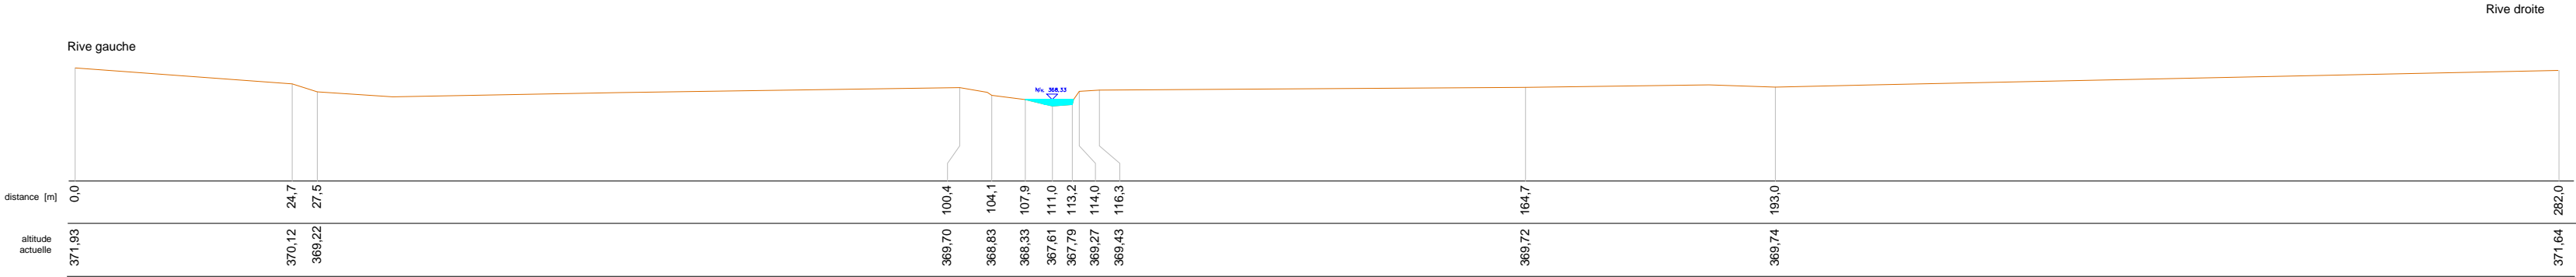 Rive droite
Rive gauche
Niv. 368,33
distance [m] 0,0 24,7 27,5 100,4 104,1 107,9 111,0 113,2 114,0 116,3 164,7 193,0 282,0
altitude
actuelle 371,93 370,12 369,22 369,70 368,83 368,33 367,61 367,79 369,27 369,43 369,72 369,74 371,64